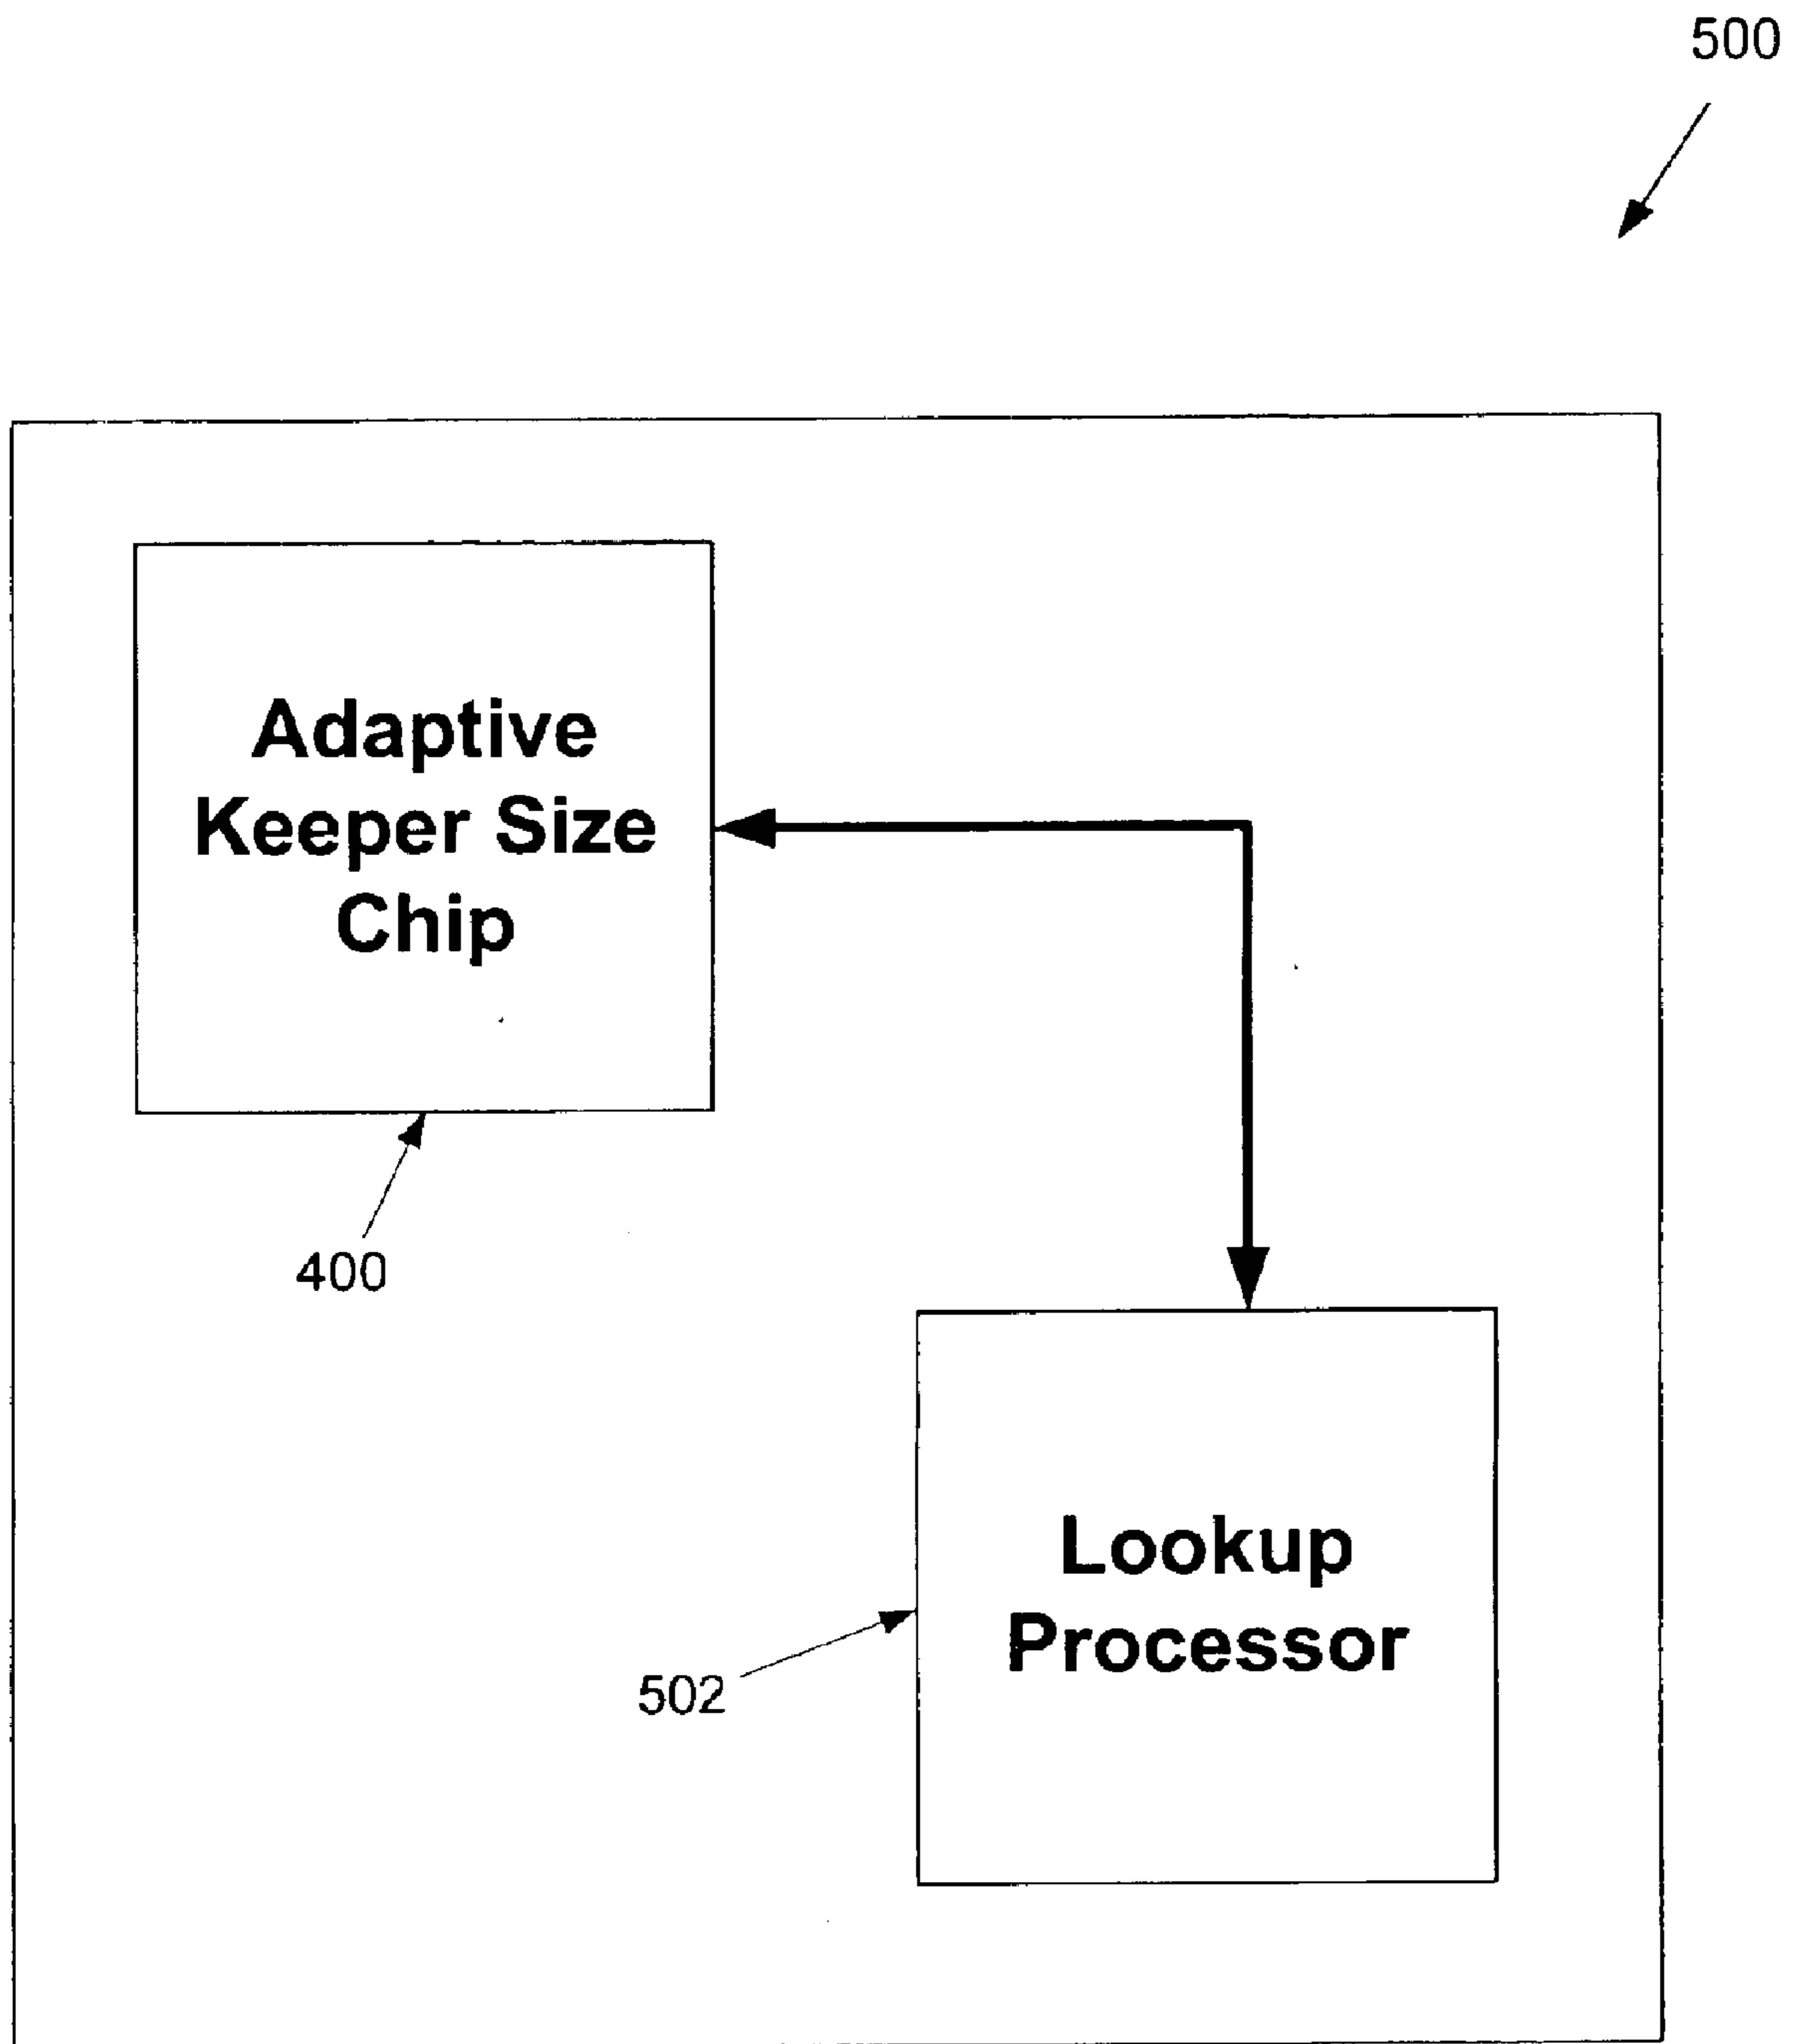 500
Adaptive
Keeper Size
Chip
400
Lookup
Processor
502